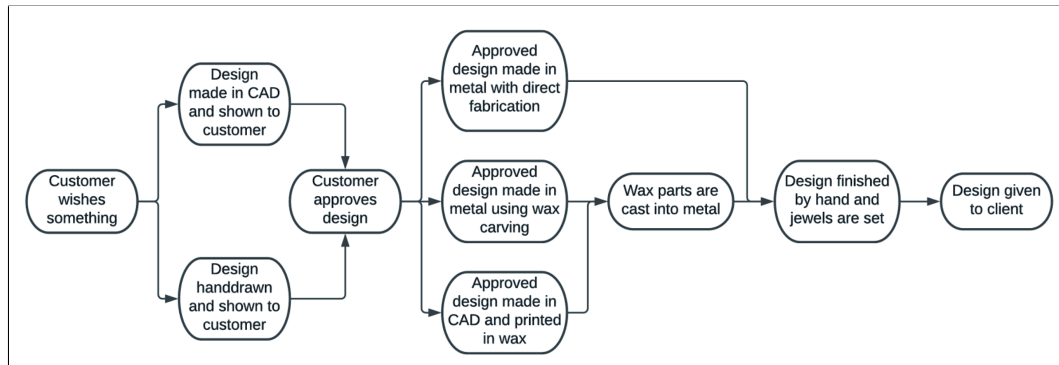 Customer
wishes
something
Design
made in CAD
and shown to
customer
Design
handdrawn
and shown to
customer
Customer
approves
design
Approved
design made in
metal with direct
fabrication
Approved
design made in
metal using wax
carving
Approved
design made in
CAD and printed
in wax
Wax parts are
cast into metal
Design finished
by hand and
jewels are set
Design given
to client